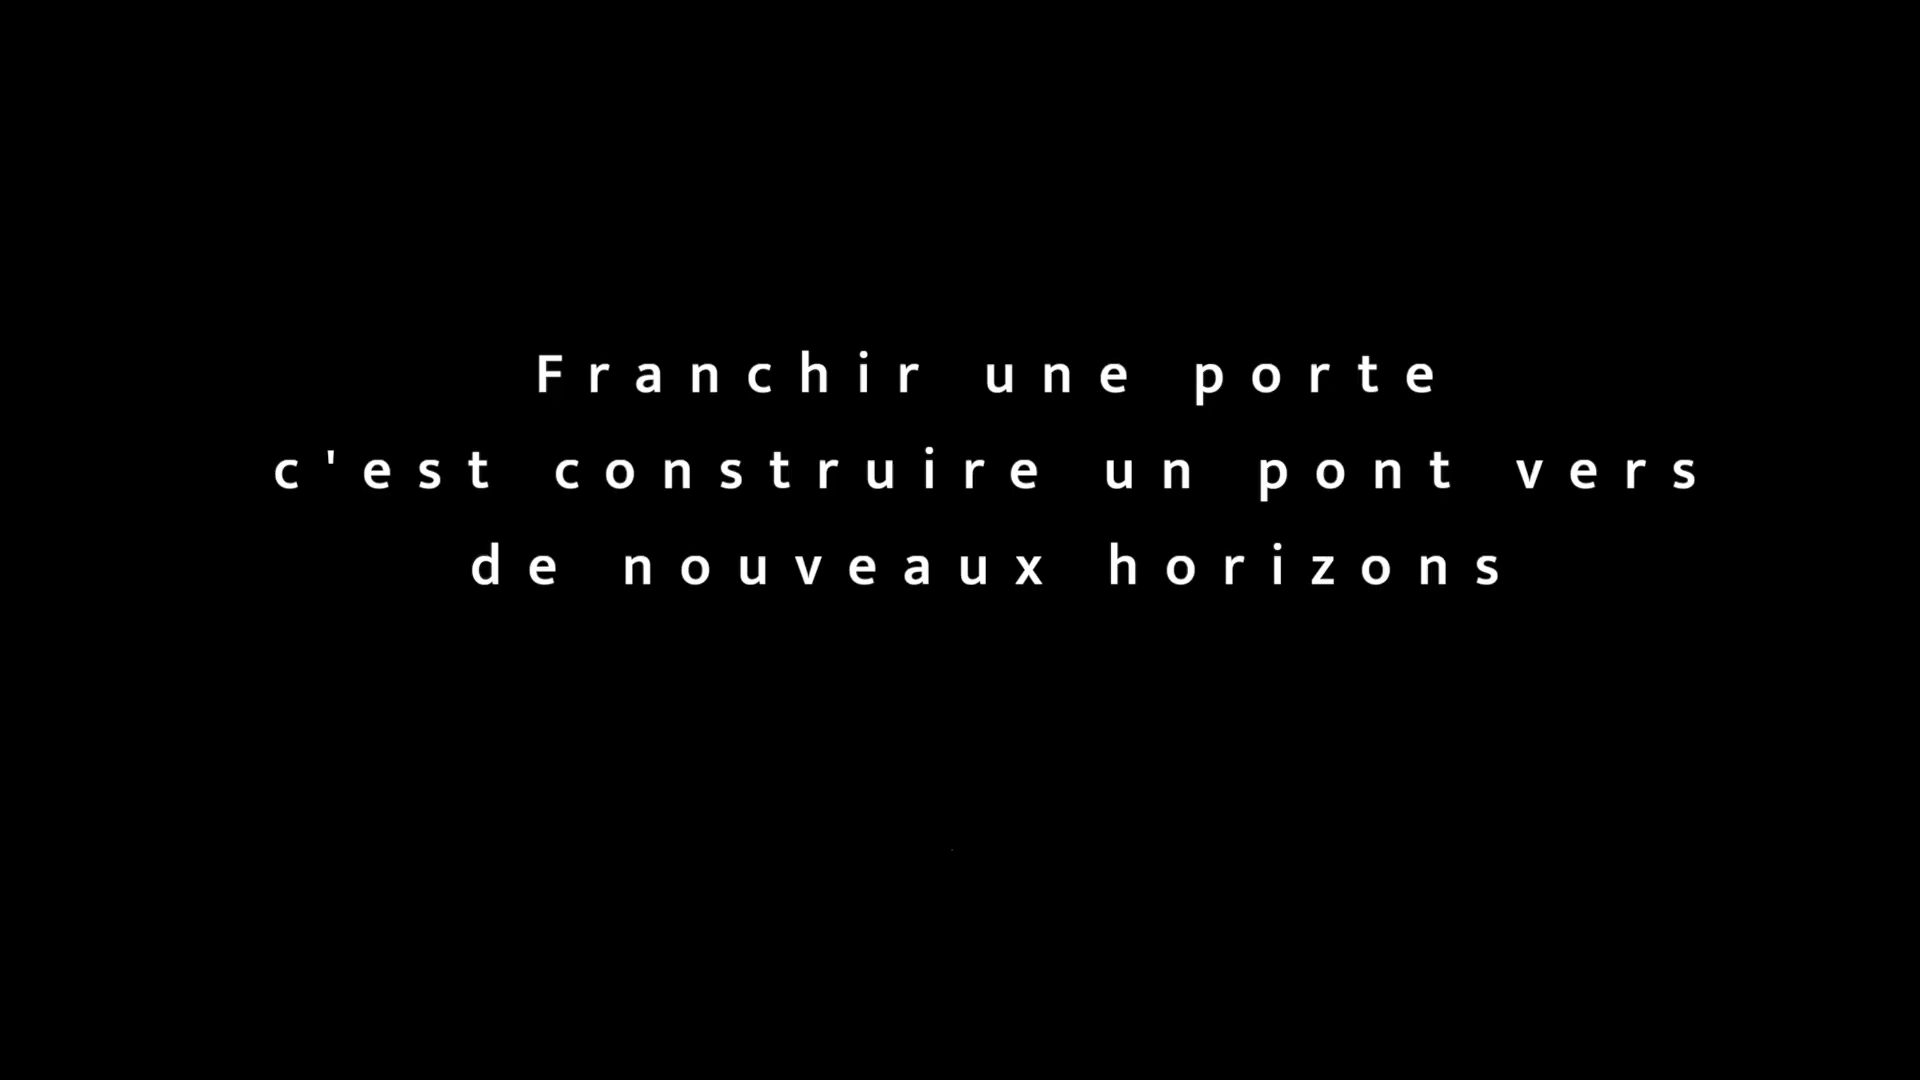 Franchir une porte
c'est construire un pont vers
de nouveaux horizons